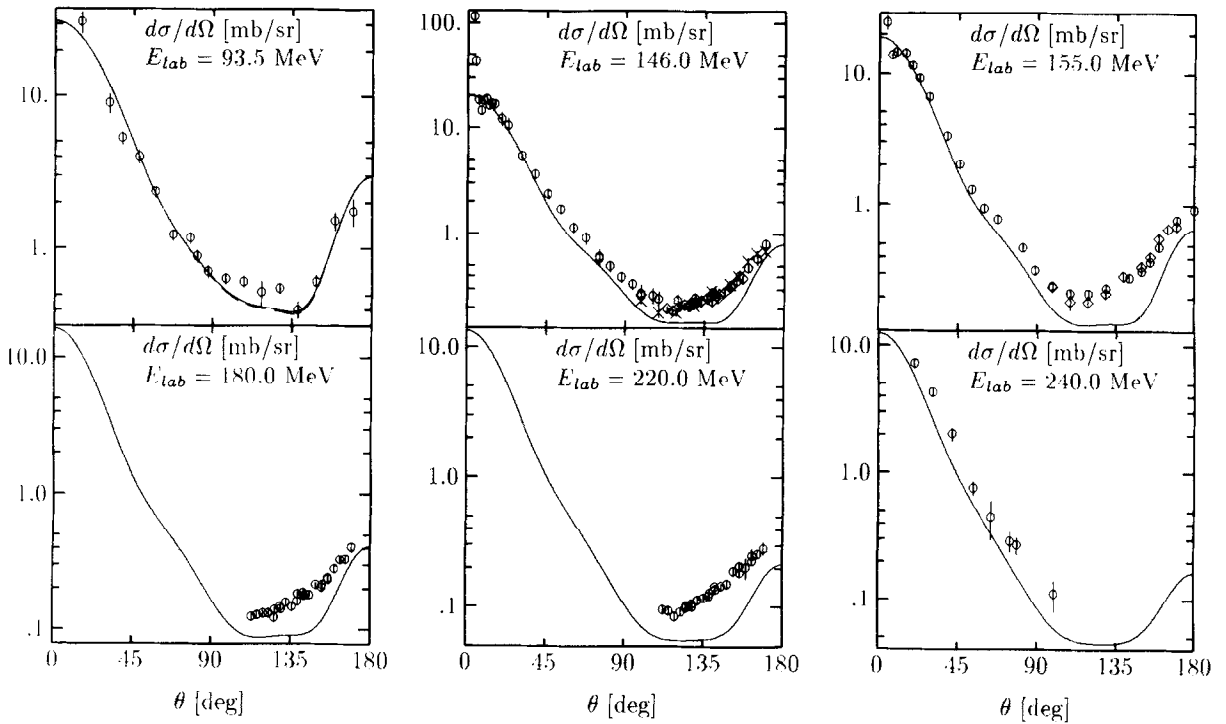 dσ/dΩ [mb/sr]
E_lab = 93.5 MeV
10.
1.
100.
dσ/dΩ [mb/sr]
E_lab = 146.0 MeV
10.
1.
dσ/dΩ [mb/sr]
E_lab = 155.0 MeV
10.
1.
dσ/dΩ [mb/sr]
E_lab = 180.0 MeV
10.0
1.0
.1
0 45 90 135 180
θ [deg]
dσ/dΩ [mb/sr]
E_lab = 220.0 MeV
10.0
1.0
.1
0 45 90 135 180
θ [deg]
dσ/dΩ [mb/sr]
E_lab = 240.0 MeV
10.0
1.0
.1
0 45 90 135 180
θ [deg]